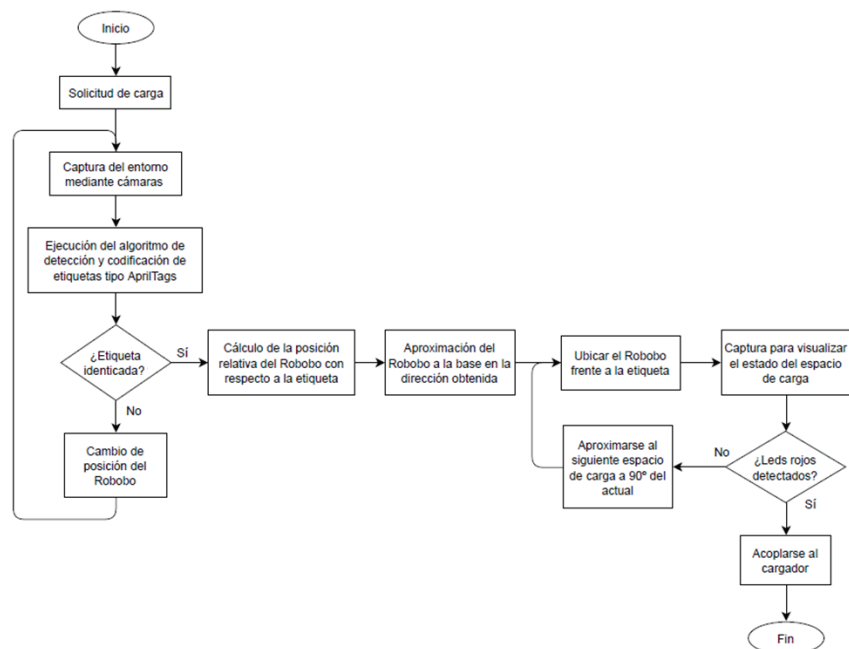 Inicio
Solicitud de carga
Captura del entorno
mediante cámaras
Ejecución del algoritmo de
detección y codificación de
etiquetas tipo AprilTags
¿Etiqueta
identicada?
Sí
No
Cambio de
posición del
Robobo
Cálculo de la posición
relativa del Robobo con
respecto a la etiqueta
Aproximación del
Robobo a la base en la
dirección obtenida
Ubicar el Robobo
frente a la etiqueta
Captura para visualizar
el estado del espacio
de carga
¿Leds rojos
detectados?
No
Aproximarse al
siguiente espacio
de carga a 90º del
actual
Sí
Acoplarse al
cargador
Fin